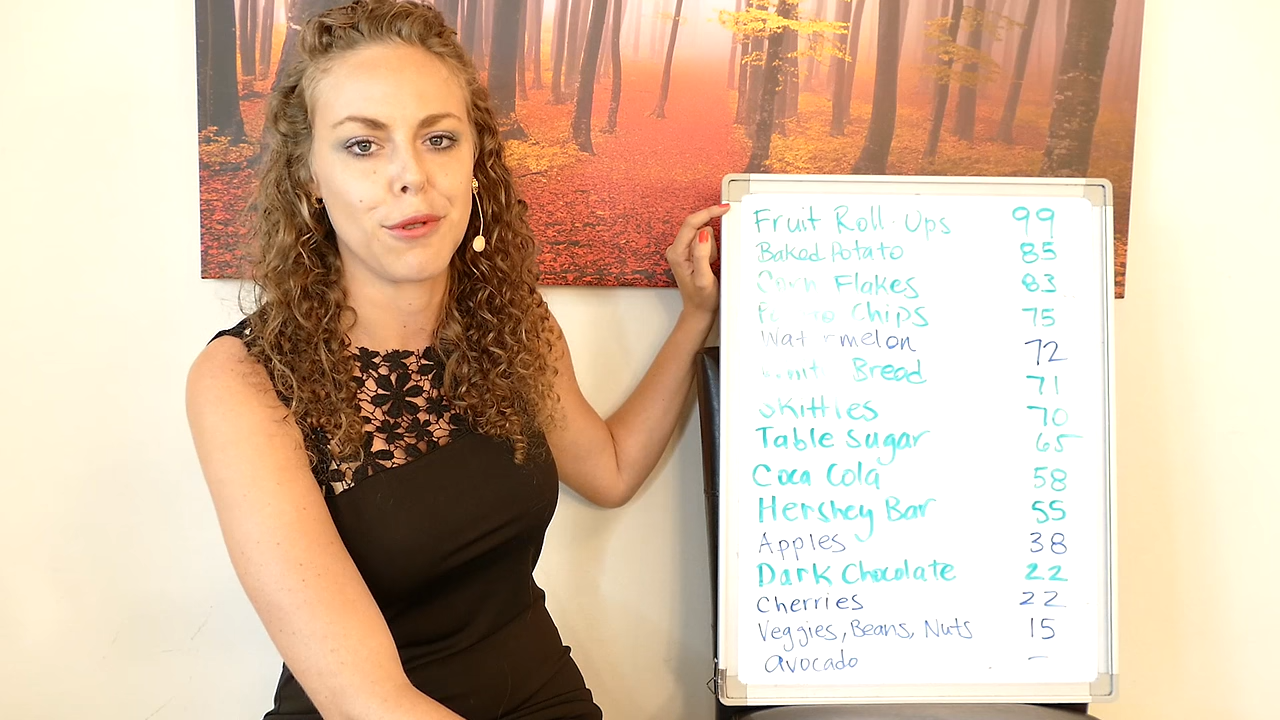 Fruit Roll-Ups 99
Baked Potato 85
Corn Flakes 83
Potato Chips 75
Watermelon 72
Bread 71
Skittles 70
Table Sugar 65
Coca Cola 58
Hershey Bar 55
Apples 38
Dark Chocolate 22
Cherries 22
Veggies, Beans, Nuts 15
avocado –